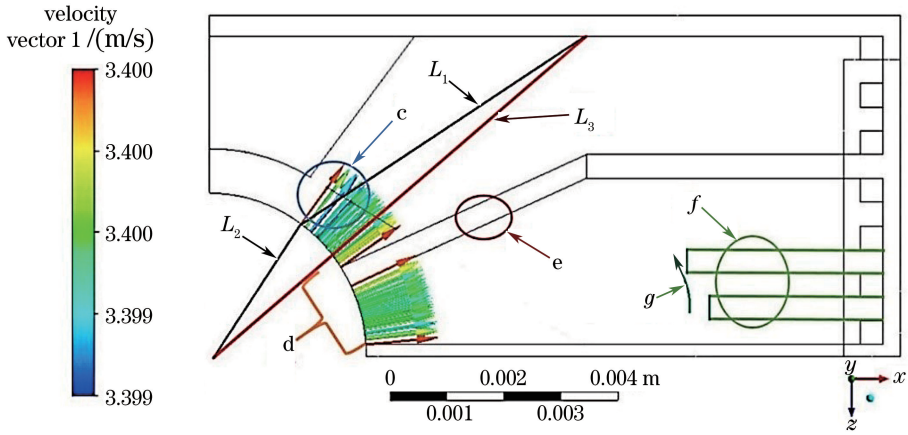 velocity
vector 1 /(m/s)
3.400
3.400
3.400
3.399
3.399
L1
c
L3
L2
e
f
g
d
0 0.002 0.004 m
0.001 0.003
y
x
z